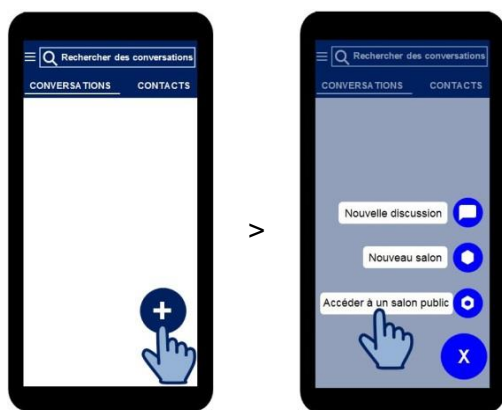 Rechercher des conversations
CONVERSATIONS CONTACTS
+
>
Rechercher des conversations
CONVERSATIONS CONTACTS
Nouvelle discussion
Nouveau salon
Accéder à un salon public
X